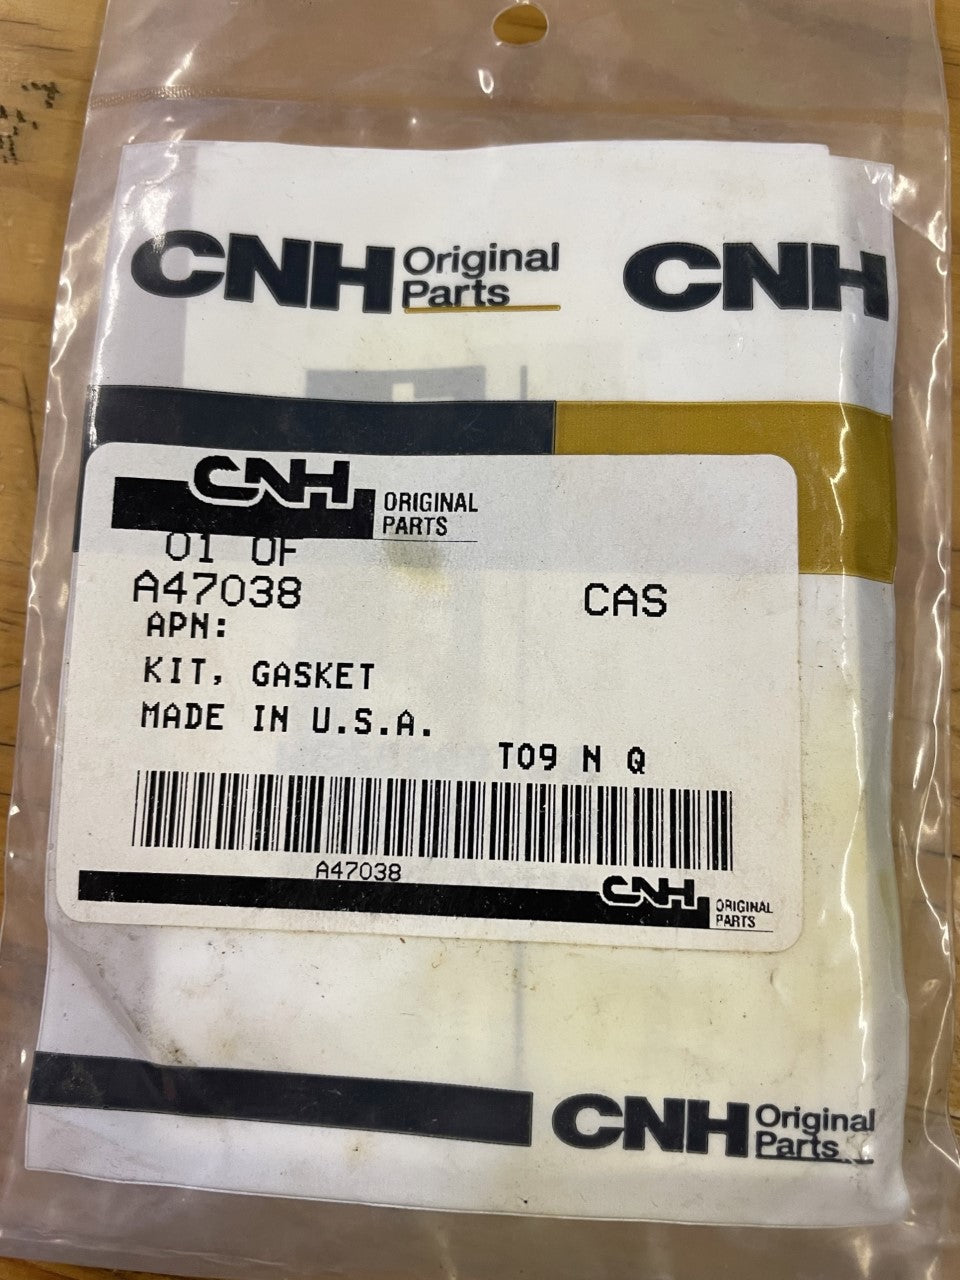 CNH Original Parts CNH
CNH ORIGINAL PARTS
01 OF
A47038 CAS
APN:
KIT, GASKET
MADE IN U.S.A.
T09 N Q
A47038
CNH ORIGINAL PARTS
CNH Original Parts